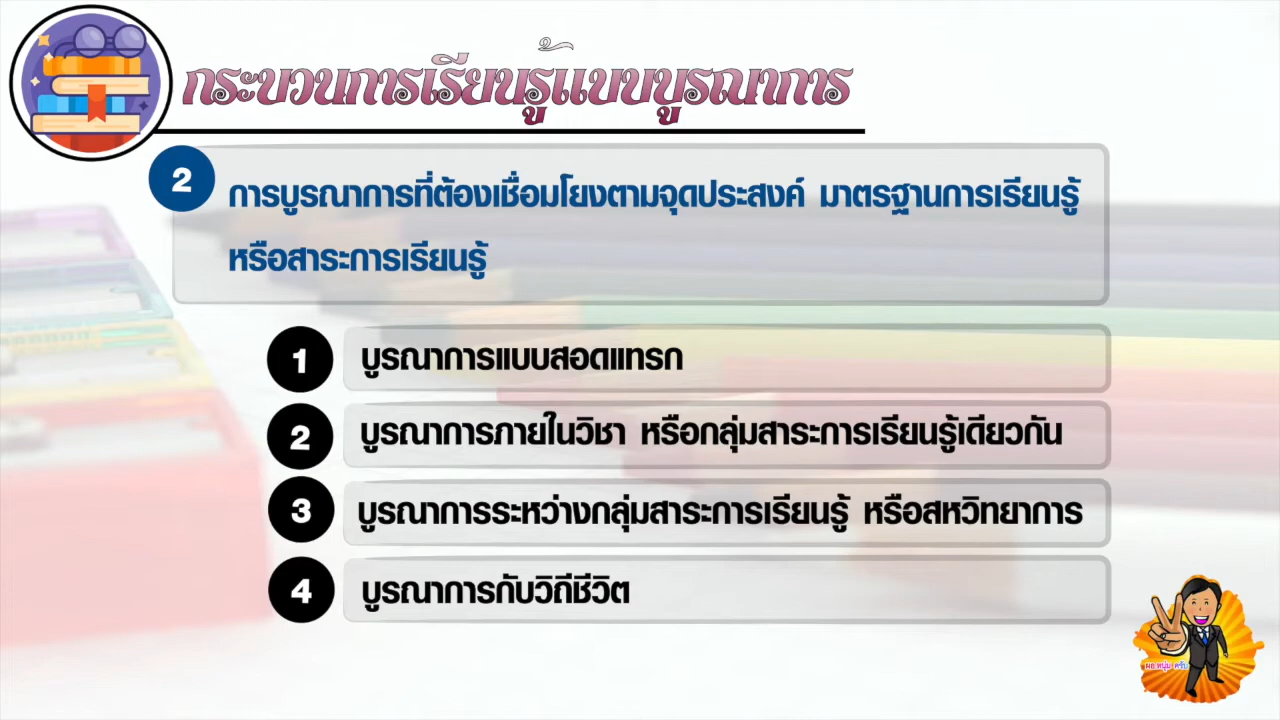 กระบวนการเรียนรู้แบบบูรณาการ
2
การบูรณาการที่ต้องเชื่อมโยงตามจุดประสงค์ มาตรฐานการเรียนรู้
หรือสาระการเรียนรู้
1 บูรณาการแบบสอดแทรก
2 บูรณาการภายในวิชา หรือกลุ่มสาระการเรียนรู้เดียวกัน
3 บูรณาการระหว่างกลุ่มสาระการเรียนรู้ หรือสหวิทยาการ
4 บูรณาการกับวิถีชีวิต
ผอ.หนุ่ม ครับ